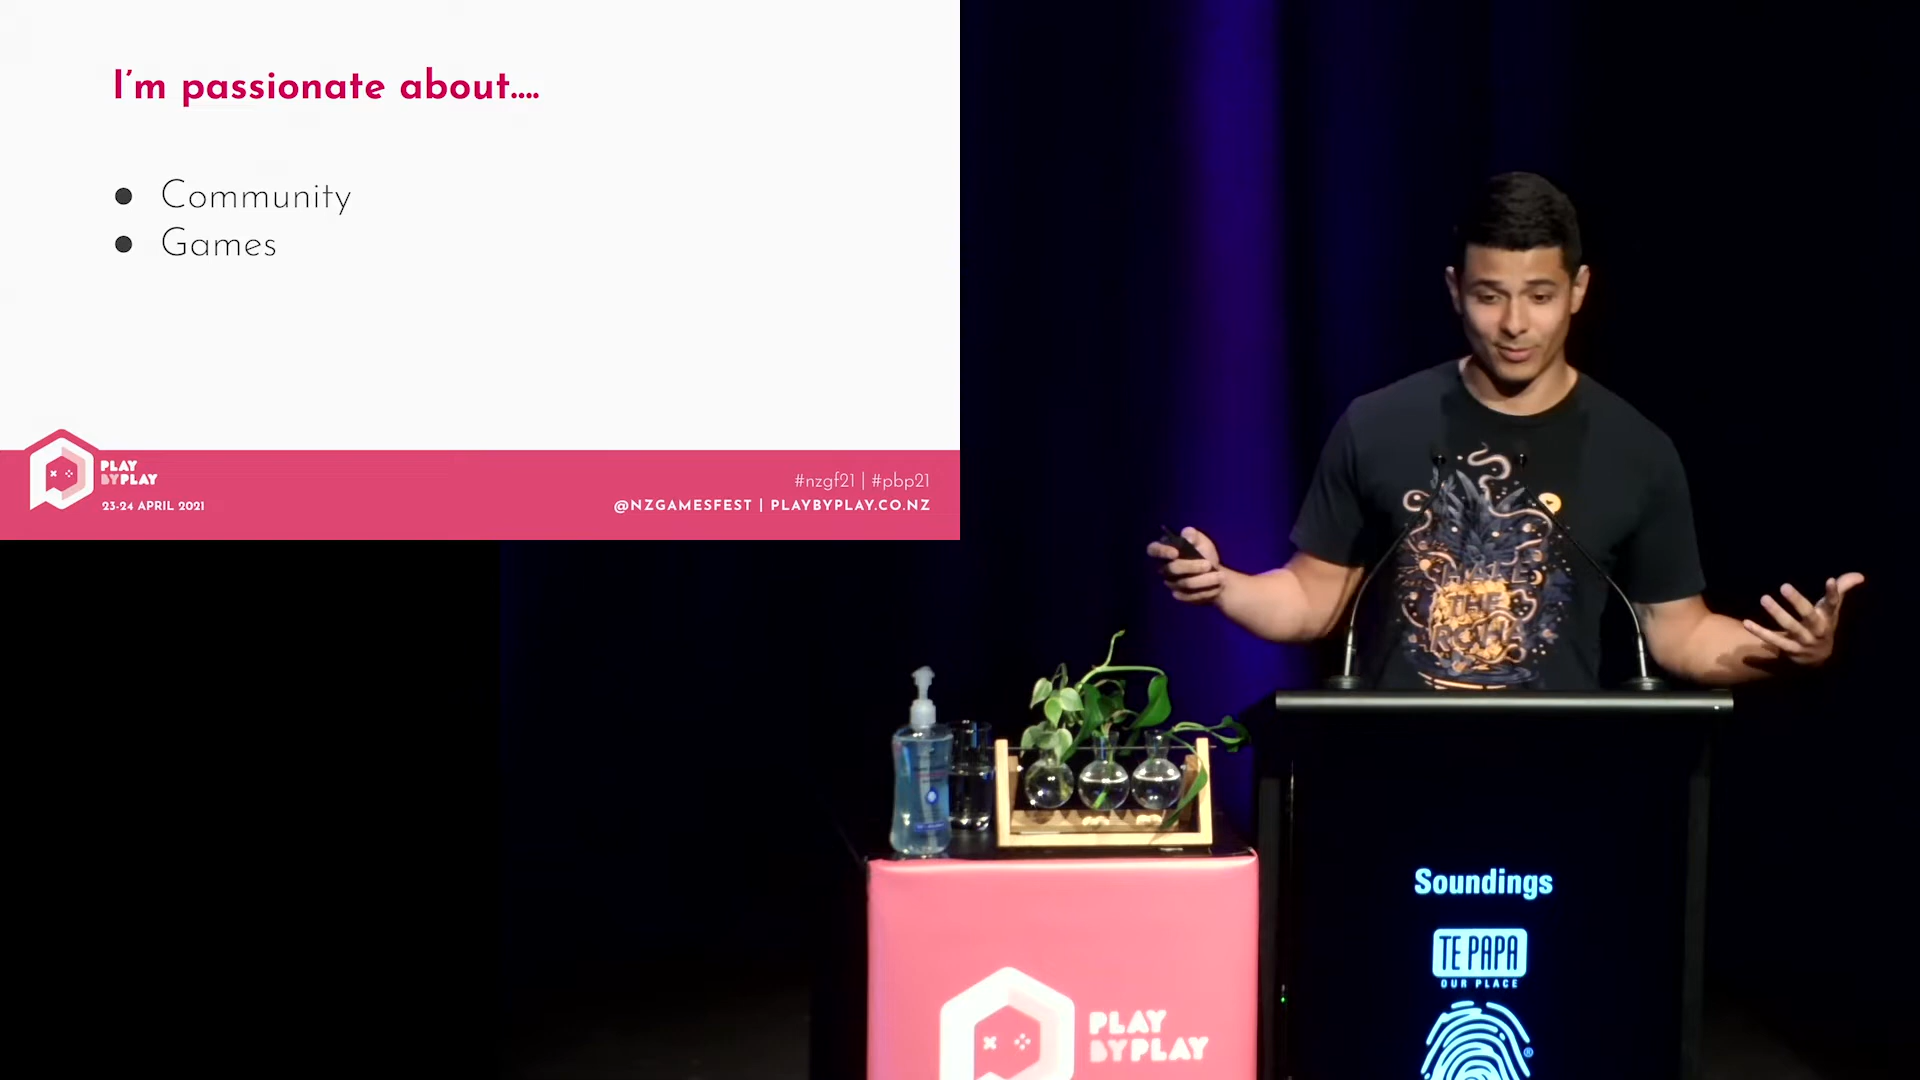 I'm passionate about....
● Community
● Games
PLAY
BYPLAY
23-24 APRIL 2021
#nzgf21 | #pbp21
@NZGAMESFEST | PLAYBYPLAY.CO.NZ
THE
Soundings
TE PAPA
OUR PLACE
PLAY
BYPLAY
®